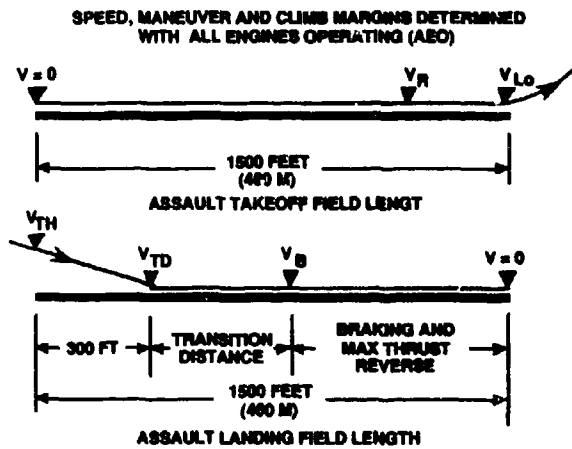 SPEED, MANEUVER AND CLIMB MARGINS DETERMINED
WITH ALL ENGINES OPERATING (AEO)
V = 0
VR
VLo
1500 FEET
(460 M)
ASSAULT TAKEOFF FIELD LENGT
VTH
VTD
VB
V = 0
300 FT
TRANSITION
DISTANCE
BRAKING AND
MAX THRUST
REVERSE
1500 FEET
(460 M)
ASSAULT LANDING FIELD LENGTH